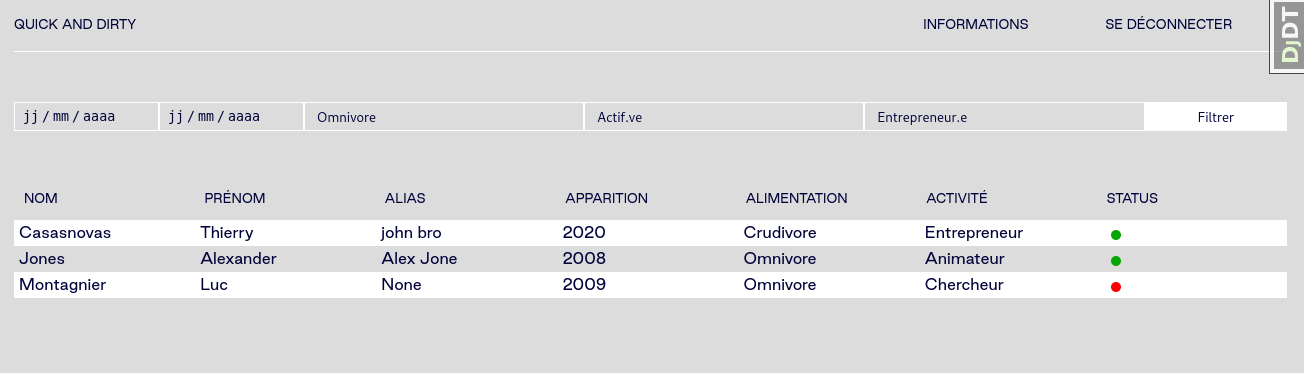 QUICK AND DIRTY INFORMATIONS SE DÉCONNECTER DjDT
jj / mm / aaaa jj / mm / aaaa Omnivore Actif.ve Entrepreneur.e Filtrer
NOM PRÉNOM ALIAS APPARITION ALIMENTATION ACTIVITÉ STATUS
Casasnovas Thierry john bro 2020 Crudivore Entrepreneur
Jones Alexander Alex Jone 2008 Omnivore Animateur
Montagnier Luc None 2009 Omnivore Chercheur